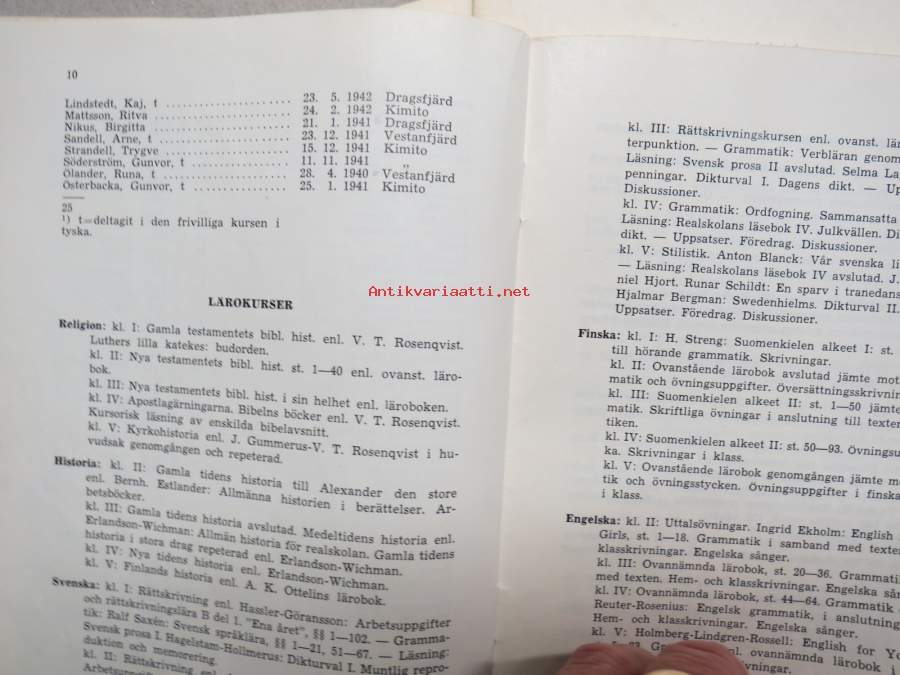 10
Lindstedt, Kaj, t ..................... 23. 5. 1942 Dragsfjärd
Mattsson, Ritva ..................... 24. 2. 1942 Kimito
Nikus, Birgitta ..................... 21. 1. 1941 Dragsfjärd
Sandell, Arne, t ..................... 23. 12. 1941 Vestanfjärd
Strandell, Trygve ..................... 15. 12. 1941 Kimito
Söderström, Gunvor, t ................ 11. 11. 1941 „
Ölander, Runa, t ..................... 28. 4. 1940 Vestanfjärd
Österbacka, Gunvor, t ................ 25. 1. 1941 Kimito
25
¹) t=deltagit i den frivilliga kursen i
tyska.
Antikvariaatti.net
LÄROKURSER
Religion: kl. I: Gamla testamentets bibl. hist. enl. V. T. Rosenqvist.
Luthers lilla katekes: budorden.
kl. II: Nya testamentets bibl. hist. st. 1—40 enl. ovanst. läro-
bok.
kl. III: Nya testamentets bibl. hist. i sin helhet enl, läroboken.
kl. IV: Apostlagärningarna. Bibelns böcker enl. V. T. Rosenqvist.
Kursorisk läsning av enskilda bibelavsnitt.
kl. V: Kyrkohistoria enl. J. Gummerus-V. T. Rosenqvist i hu-
vudsak genomgången och repeterad.
Historia: kl. II: Gamla tidens historia till Alexander den store
enl. Bernh. Estlander: Allmänna historien i berättelser. Ar-
betsböcker.
kl. III: Gamla tidens historia avslutad. Medeltidens historia enl.
Erlandson-Wichman: Allmän historia för realskolan. Gamla tidens
historia i stora drag repeterad enl. Erlandson-Wichman.
kl. IV: Nya tidens historia enl. Erlandson-Wichman.
kl. V: Finlands historia enl. A. K. Ottelins lärobok.
Svenska: kl. I: Rättskrivning enl. Hassler-Göransson: Arbetsuppgifter
och rättskrivningslära B del 1. "Ena året", §§ 1—102. — Gramma-
tik: Ralf Saxén: Svensk språklära, §§ 1—21, 51—67. — Läsning:
Svensk prosa I. Hagelstam-Hollmerus: Dikturval I. Muntlig repro-
duktion och memorering.
kl. II: Rättskrivning enl.
kl. III: Rättskrivningskursen enl. ovanst.
terpunktion. — Grammatik: Verbläran genom
Läsning: Svensk prosa II avslutad. Selma
penningar. Dikturval I. Dagens dikt. —
Diskussioner.
kl. IV: Grammatik: Ordfogning. Sammansatta
Läsning: Realskolans läsebok IV. Julkvällen.
dikt. — Uppsatser. Föredrag. Diskussioner.
kl. V: Stilistik. Anton Blanck: Vår svenska
— Läsning: Realskolans läsebok IV avslutad. J.
niel Hjort. Runar Schildt: En sparv i tranedans
Hjalmar Bergman: Swedenhielms. Dikturval II.
Uppsatser. Föredrag. Diskussioner.
Finska: kl. I: H. Streng: Suomenkielen alkeet I: st.
till hörande grammatik. Skrivningar.
kl. II: Ovanstående lärobok avslutad jämte
matik och övningsuppgifter.
kl. III: Suomenkielen alkeet II: st. 1—50 jämte
matik. Skriftliga övningar i anslutning till
tiken.
kl. IV: Suomenkielen alkeet II: st. 50—93.
ka. Skrivningar i klass.
kl. V: Ovanstående lärobok genomgången jämte
tik och övningsstycken. Övningsuppgifter i finska
i klass.
Engelska: kl. II: Uttalsövningar. Ingrid Ekholm: English
Girls, st. 1—18. Grammatik i samband med
klasskrivningar. Engelska sånger.
kl. III: Ovannämnda lärobok, st. 20—36.
med texten. Hem- och klasskrivningar. Engelska
kl. IV: Ovannämnda lärobok, st. 44—64. Grammatik
Reuter-Rosenius: Engelsk grammatik, i
Hem- och klasskrivningar. Engelska sånger.
kl. V: Holmberg-Lindgren-Rossell: English for
ovannämnda lärobok i